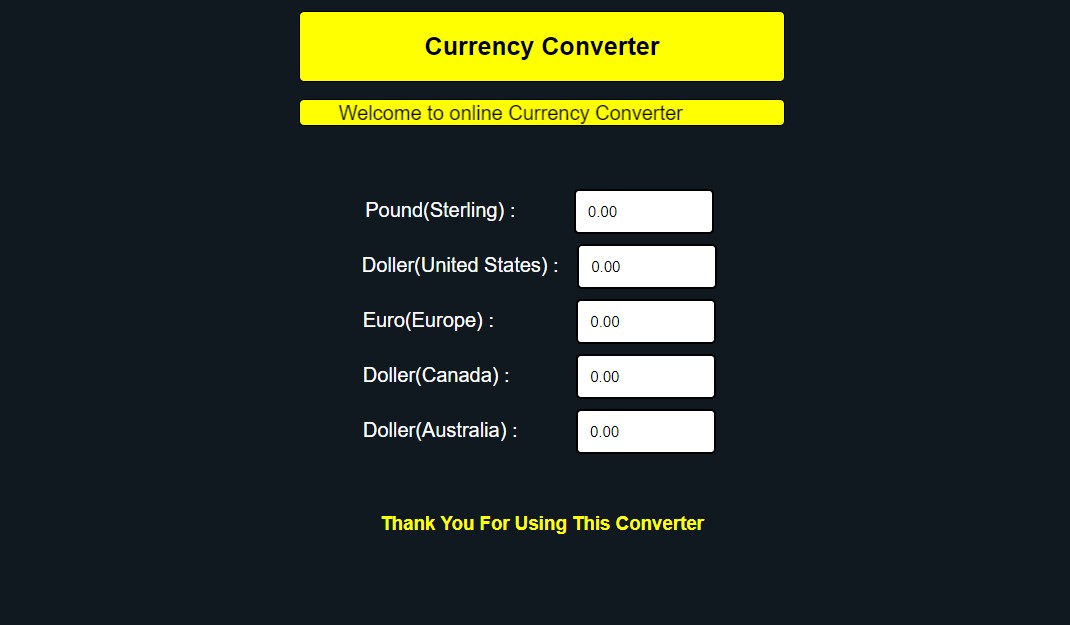 Currency Converter
Welcome to online Currency Converter
Pound(Sterling) : 0.00
Doller(United States) : 0.00
Euro(Europe) : 0.00
Doller(Canada) : 0.00
Doller(Australia) : 0.00
Thank You For Using This Converter